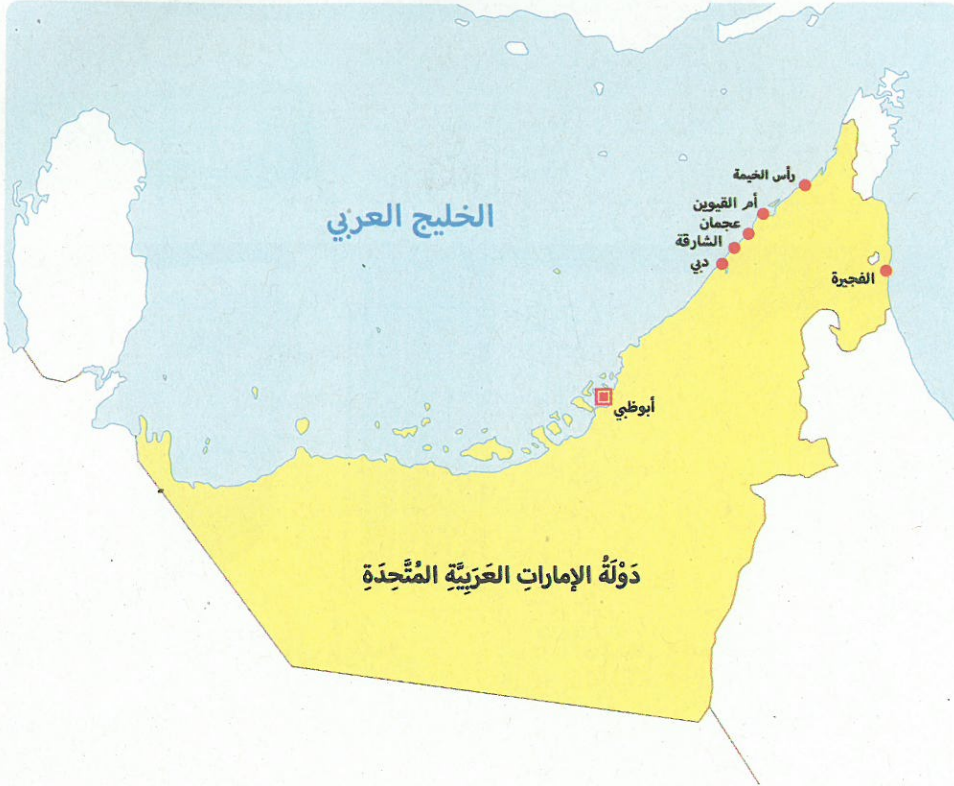 رأس الخيمة
أم القيوين
عجمان
الشارقة
دبي
الفجيرة
الخليج العربي
أبوظبي
دَوْلَةُ الإماراتِ العَرَبِيَّةِ المُتَّحِدَةِ